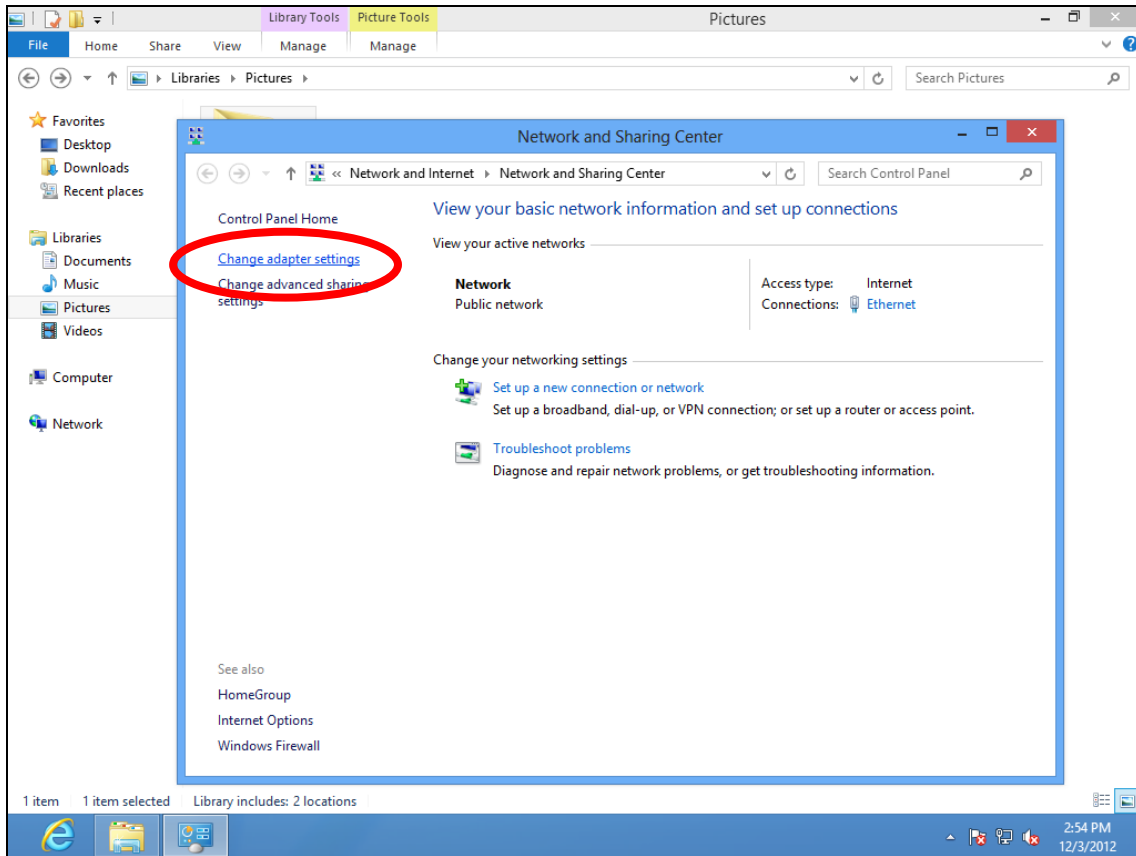 Library Tools
Picture Tools
Pictures
File
Home
Share
View
Manage
Manage
Libraries
Pictures
Search Pictures
Favorites
Desktop
Downloads
Recent places
Libraries
Documents
Music
Pictures
Videos
Computer
Network
Network and Sharing Center
« Network and Internet
Network and Sharing Center
Search Control Panel
Control Panel Home
Change adapter settings
Change advanced sharing
settings
View your basic network information and set up connections
View your active networks
Network
Public network
Access type: Internet
Connections: Ethernet
Change your networking settings
Set up a new connection or network
Set up a broadband, dial-up, or VPN connection; or set up a router or access point.
Troubleshoot problems
Diagnose and repair network problems, or get troubleshooting information.
See also
HomeGroup
Internet Options
Windows Firewall
1 item
1 item selected
Library includes: 2 locations
2:54 PM
12/3/2012